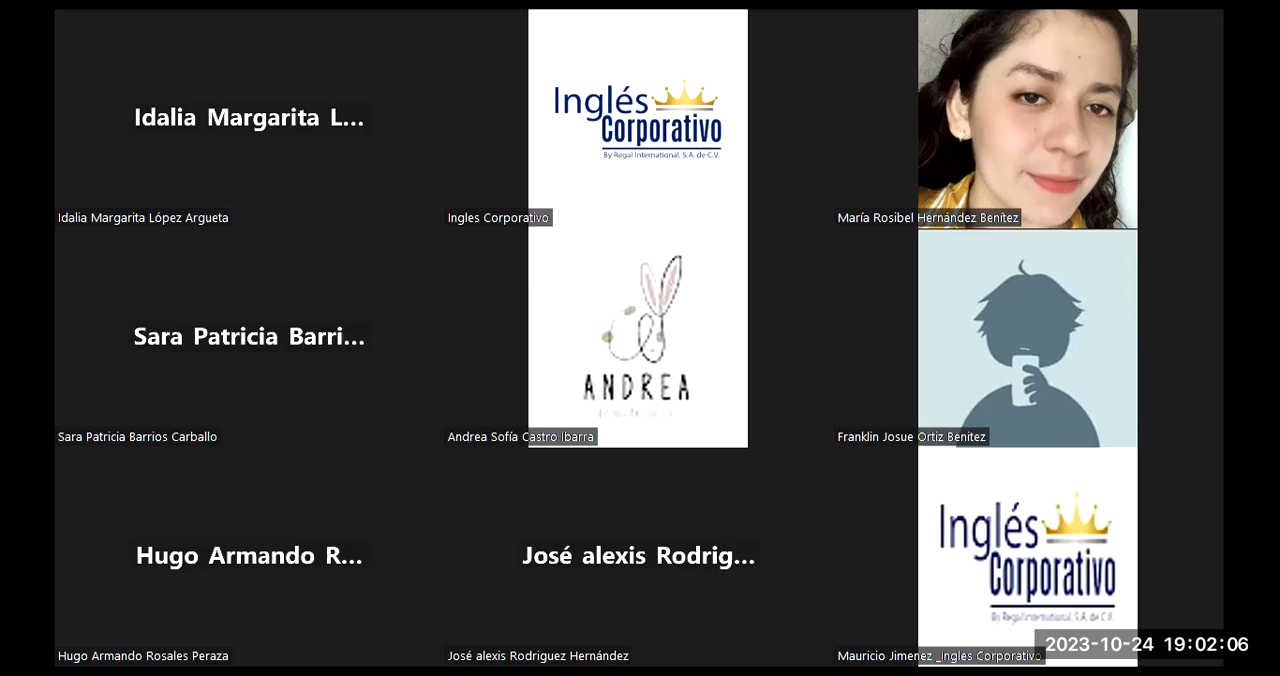 Idalia Margarita L...
Idalia Margarita López Argueta
Inglés
Corporativo
By Regal International, S.A. de C.V.
Ingles Corporativo
María Rosibel Hernández Benítez
Sara Patricia Barri...
Sara Patricia Barrios Carballo
ANDREA
Andrea Sofía Castro Ibarra
Franklin Josue Ortiz Benitez
Hugo Armando R...
Hugo Armando Rosales Peraza
José alexis Rodrig...
José alexis Rodriguez Hernández
Inglés
Corporativo
By Regal International, S.A. de C.V.
Mauricio Jimenez _Ingles Corporativo
2023-10-24 19:02:06